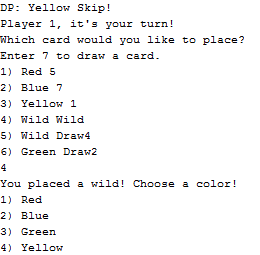 DP: Yellow Skip!
Player 1, it's your turn!
Which card would you like to place?
Enter 7 to draw a card.
1) Red 5
2) Blue 7
3) Yellow 1
4) Wild Wild
5) Wild Draw4
6) Green Draw2
4
You placed a wild! Choose a color!
1) Red
2) Blue
3) Green
4) Yellow